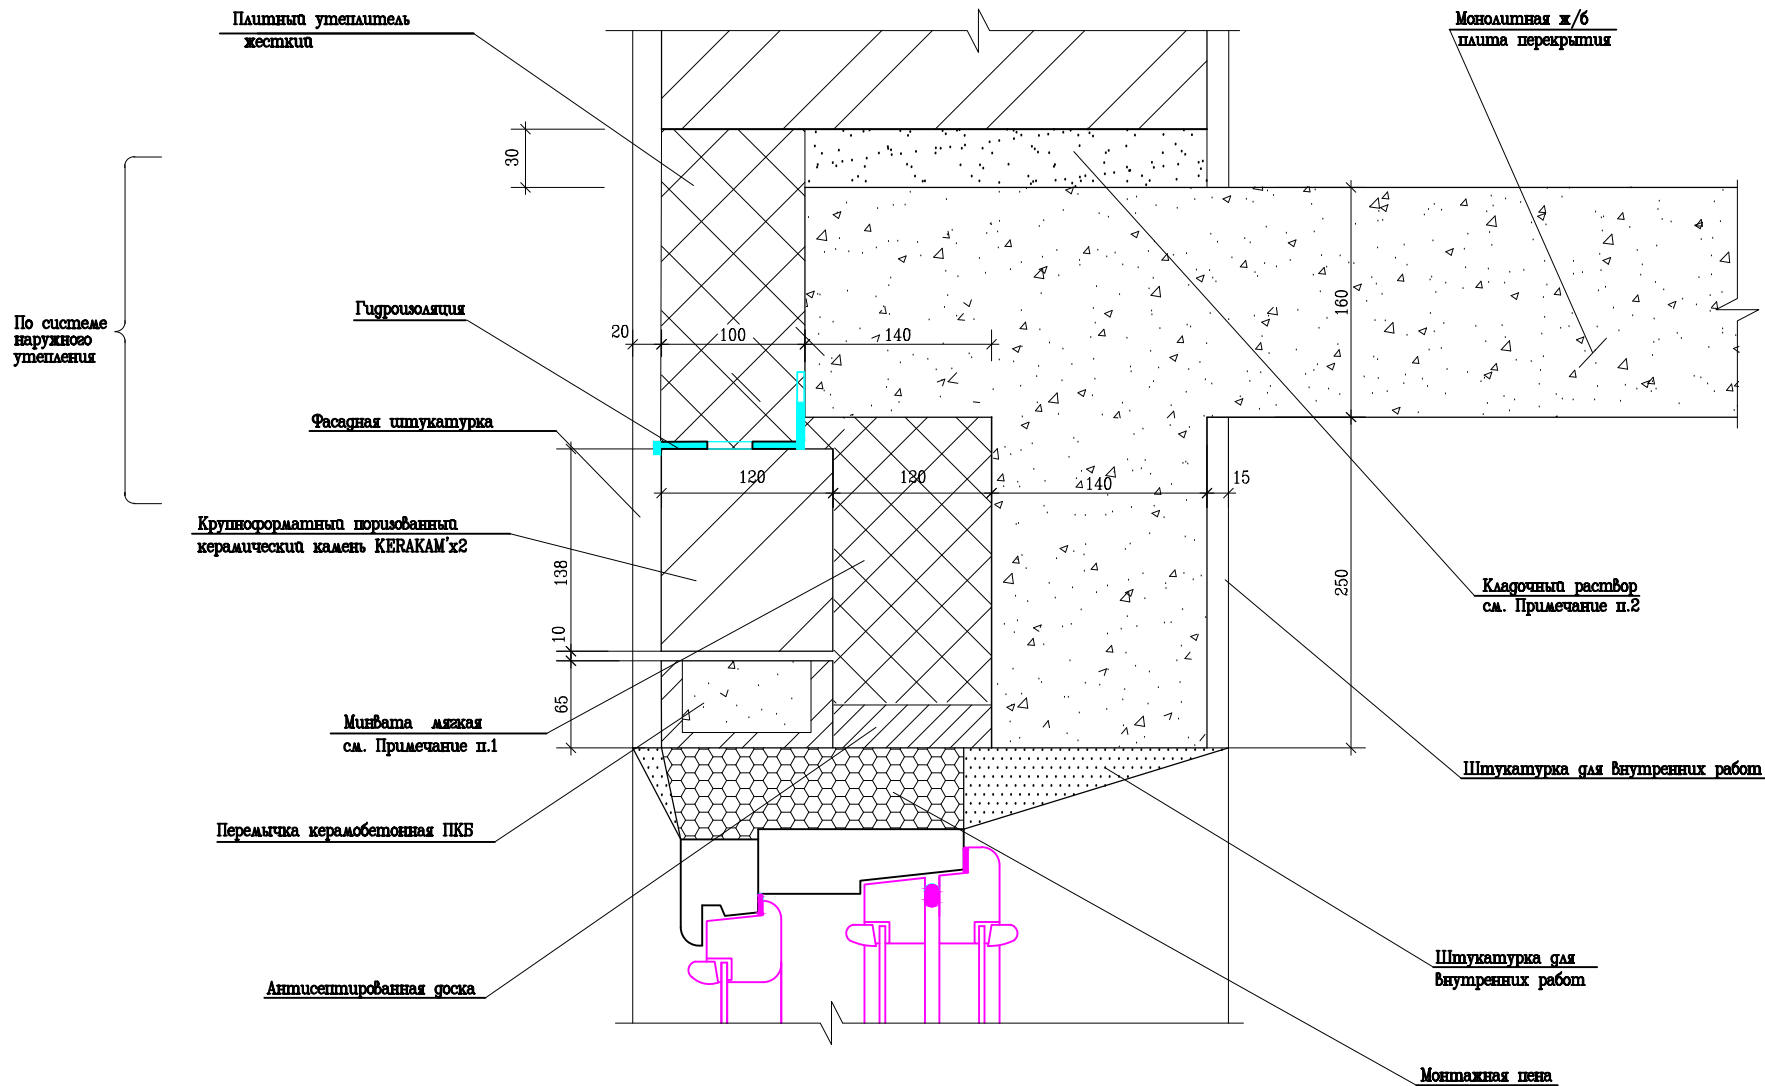 Плитный утеплитель
жесткий
Монолитная ж/б
плита перекрытия
30
По системе
наружного
утепления
Гидроизоляция
20
100
140
160
Фасадная штукатурка
120
120
140
15
Крупноформатный поризованный
керамический камень KERAKAM'x2
138
250
Кладочный раствор
см. Примечание п.2
10
65
Минвата мягкая
см. Примечание п.1
Штукатурка для внутренних работ
Перемычка керамобетонная ПКБ
Штукатурка для
внутренних работ
Антисептированная доска
Монтажная пена